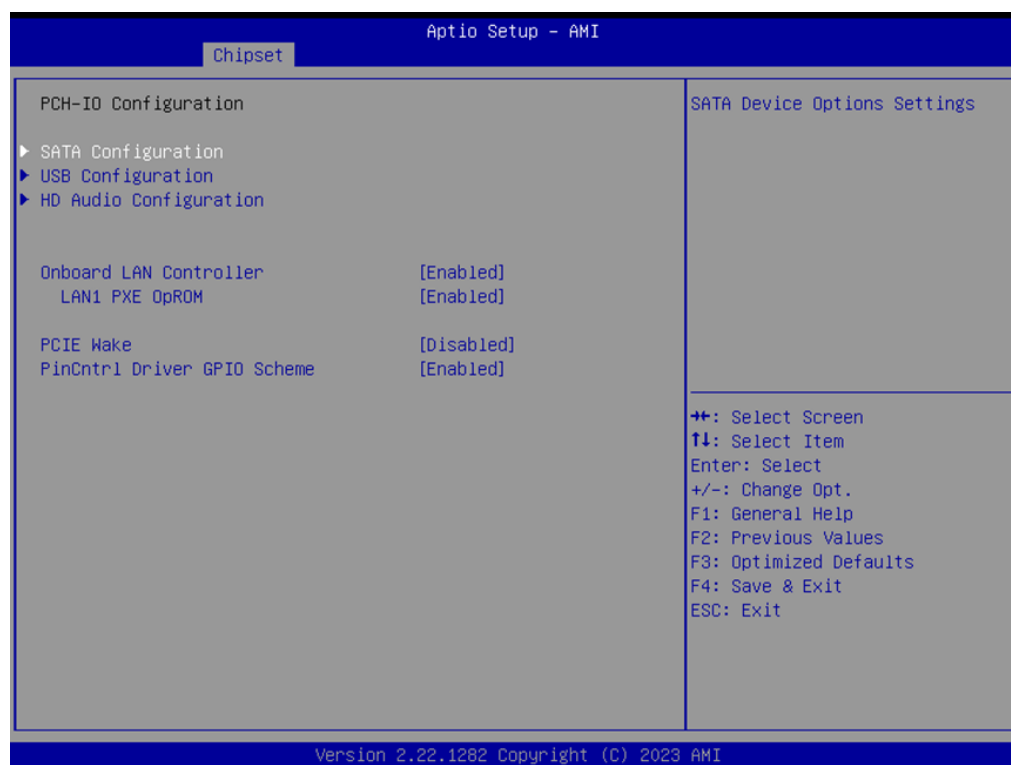 Aptio Setup – AMI
Chipset
PCH-IO Configuration
SATA Configuration
USB Configuration
HD Audio Configuration
Onboard LAN Controller [Enabled]
LAN1 PXE OpROM [Enabled]
PCIE Wake [Disabled]
PinCntrl Driver GPIO Scheme [Enabled]
SATA Device Options Settings
→←: Select Screen
↑↓: Select Item
Enter: Select
+/-: Change Opt.
F1: General Help
F2: Previous Values
F3: Optimized Defaults
F4: Save & Exit
ESC: Exit
Version 2.22.1282 Copyright (C) 2023 AMI